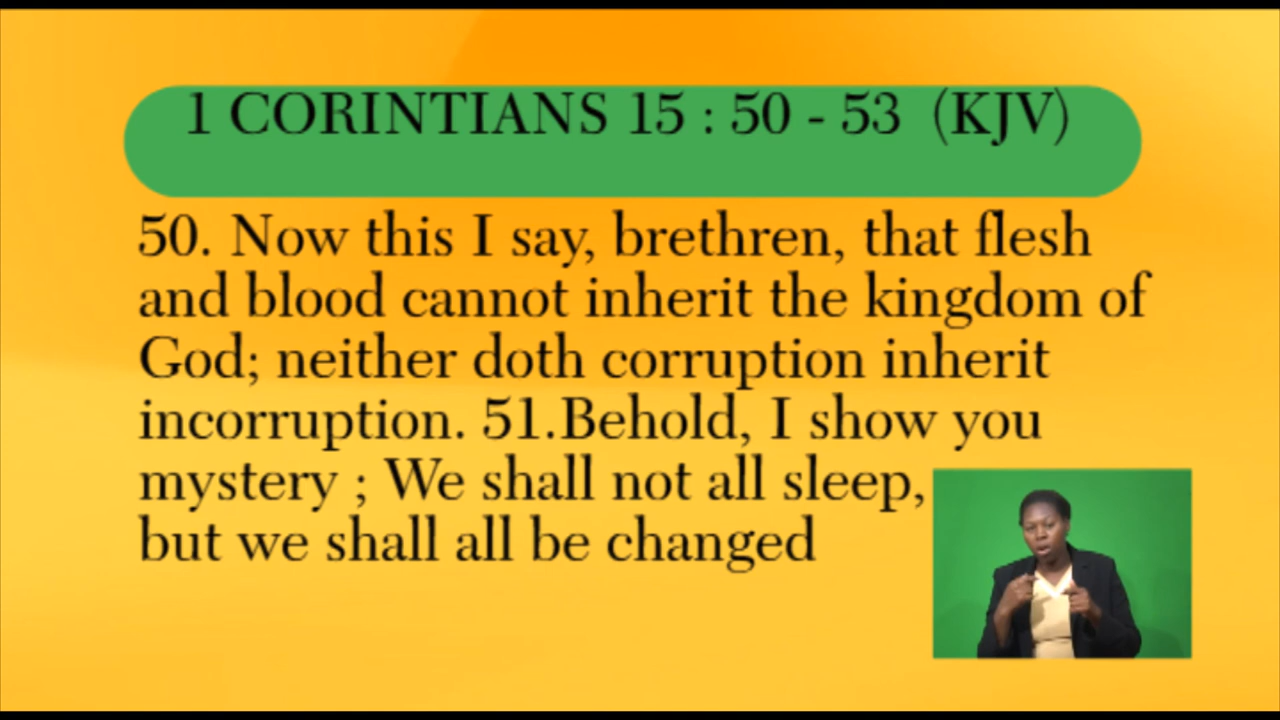 1 CORINTIANS 15 : 50 - 53 (KJV)
50. Now this I say, brethren, that flesh
and blood cannot inherit the kingdom of
God; neither doth corruption inherit
incorruption. 51.Behold, I show you
mystery ; We shall not all sleep,
but we shall all be changed